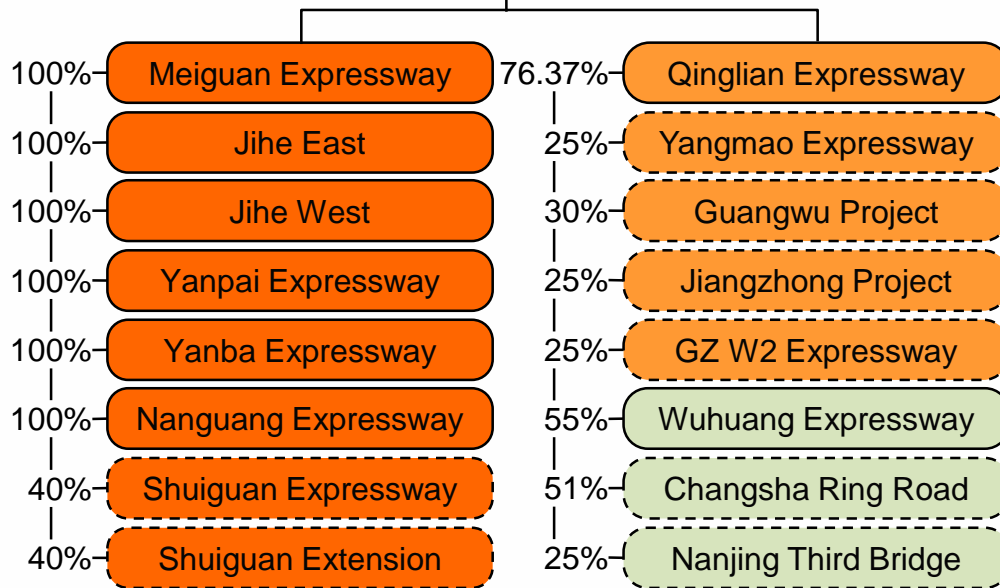 100% Meiguan Expressway
100% Jihe East
100% Jihe West
100% Yanpai Expressway
100% Yanba Expressway
100% Nanguang Expressway
40% Shuiguan Expressway
40% Shuiguan Extension
76.37% Qinglian Expressway
25% Yangmao Expressway
30% Guangwu Project
25% Jiangzhong Project
25% GZ W2 Expressway
55% Wuhuang Expressway
51% Changsha Ring Road
25% Nanjing Third Bridge